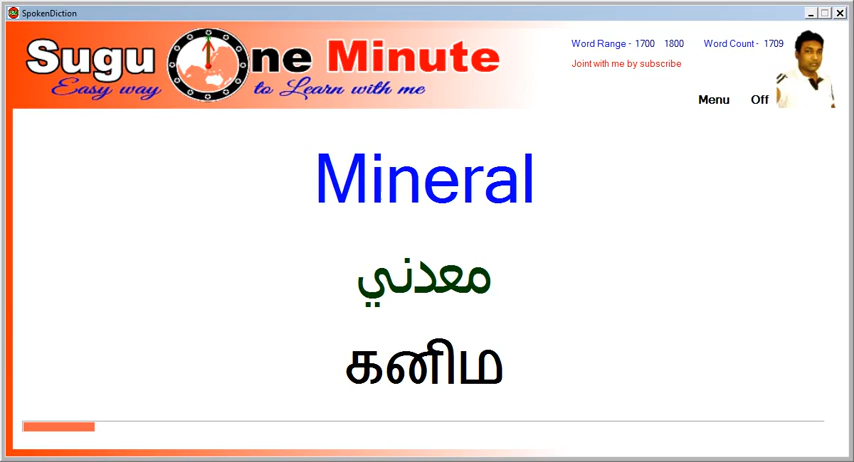 SpokenDiction
Sugu One Minute
Easy way to Learn with me
Word Range - 1700 1800 Word Count - 1709
Joint with me by subscribe
Menu Off
Mineral
معدني
கனிம